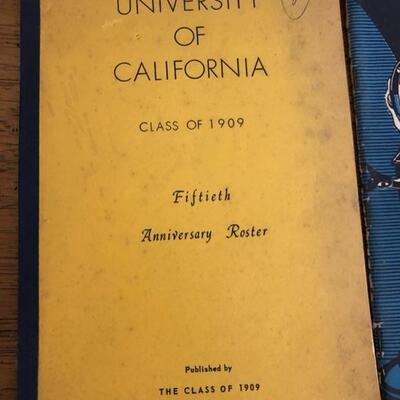 UNIVERSITY
OF
CALIFORNIA
CLASS OF 1909
Fiftieth
Anniversary Roster
Published by
THE CLASS OF 1909